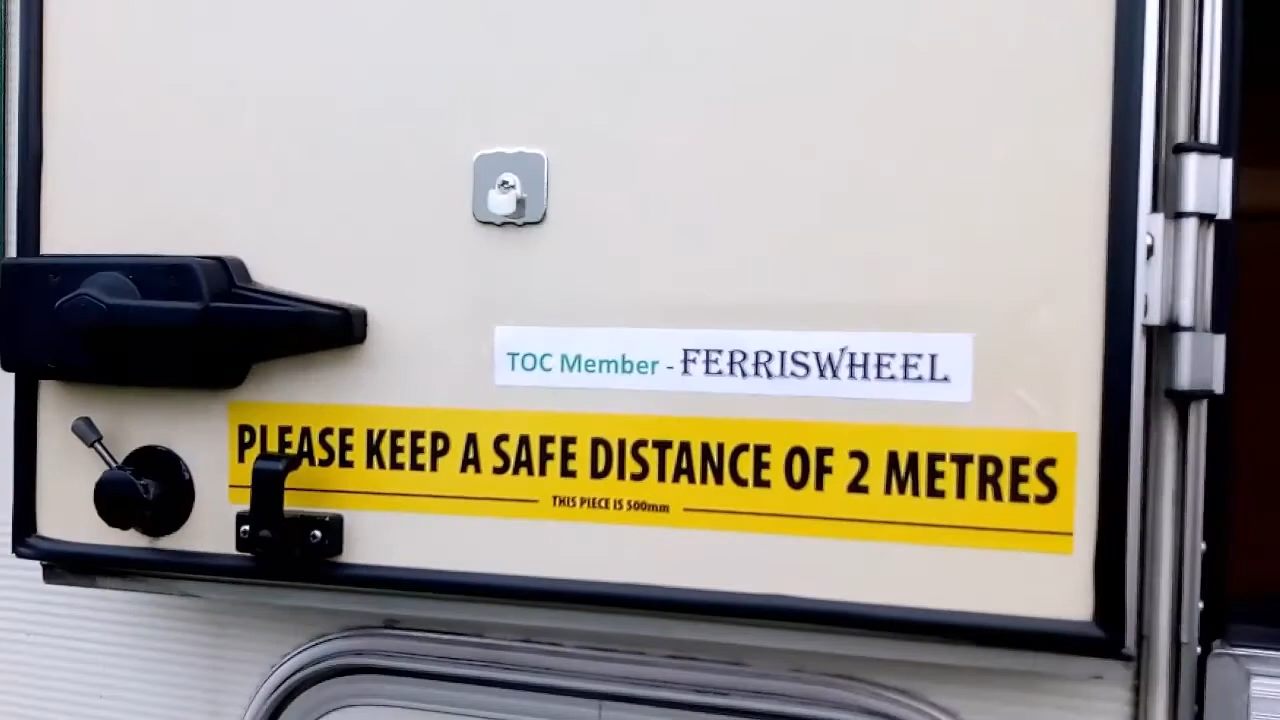 TOC Member - FERRISWHEEL
PLEASE KEEP A SAFE DISTANCE OF 2 METRES
THIS PIECE IS 500mm